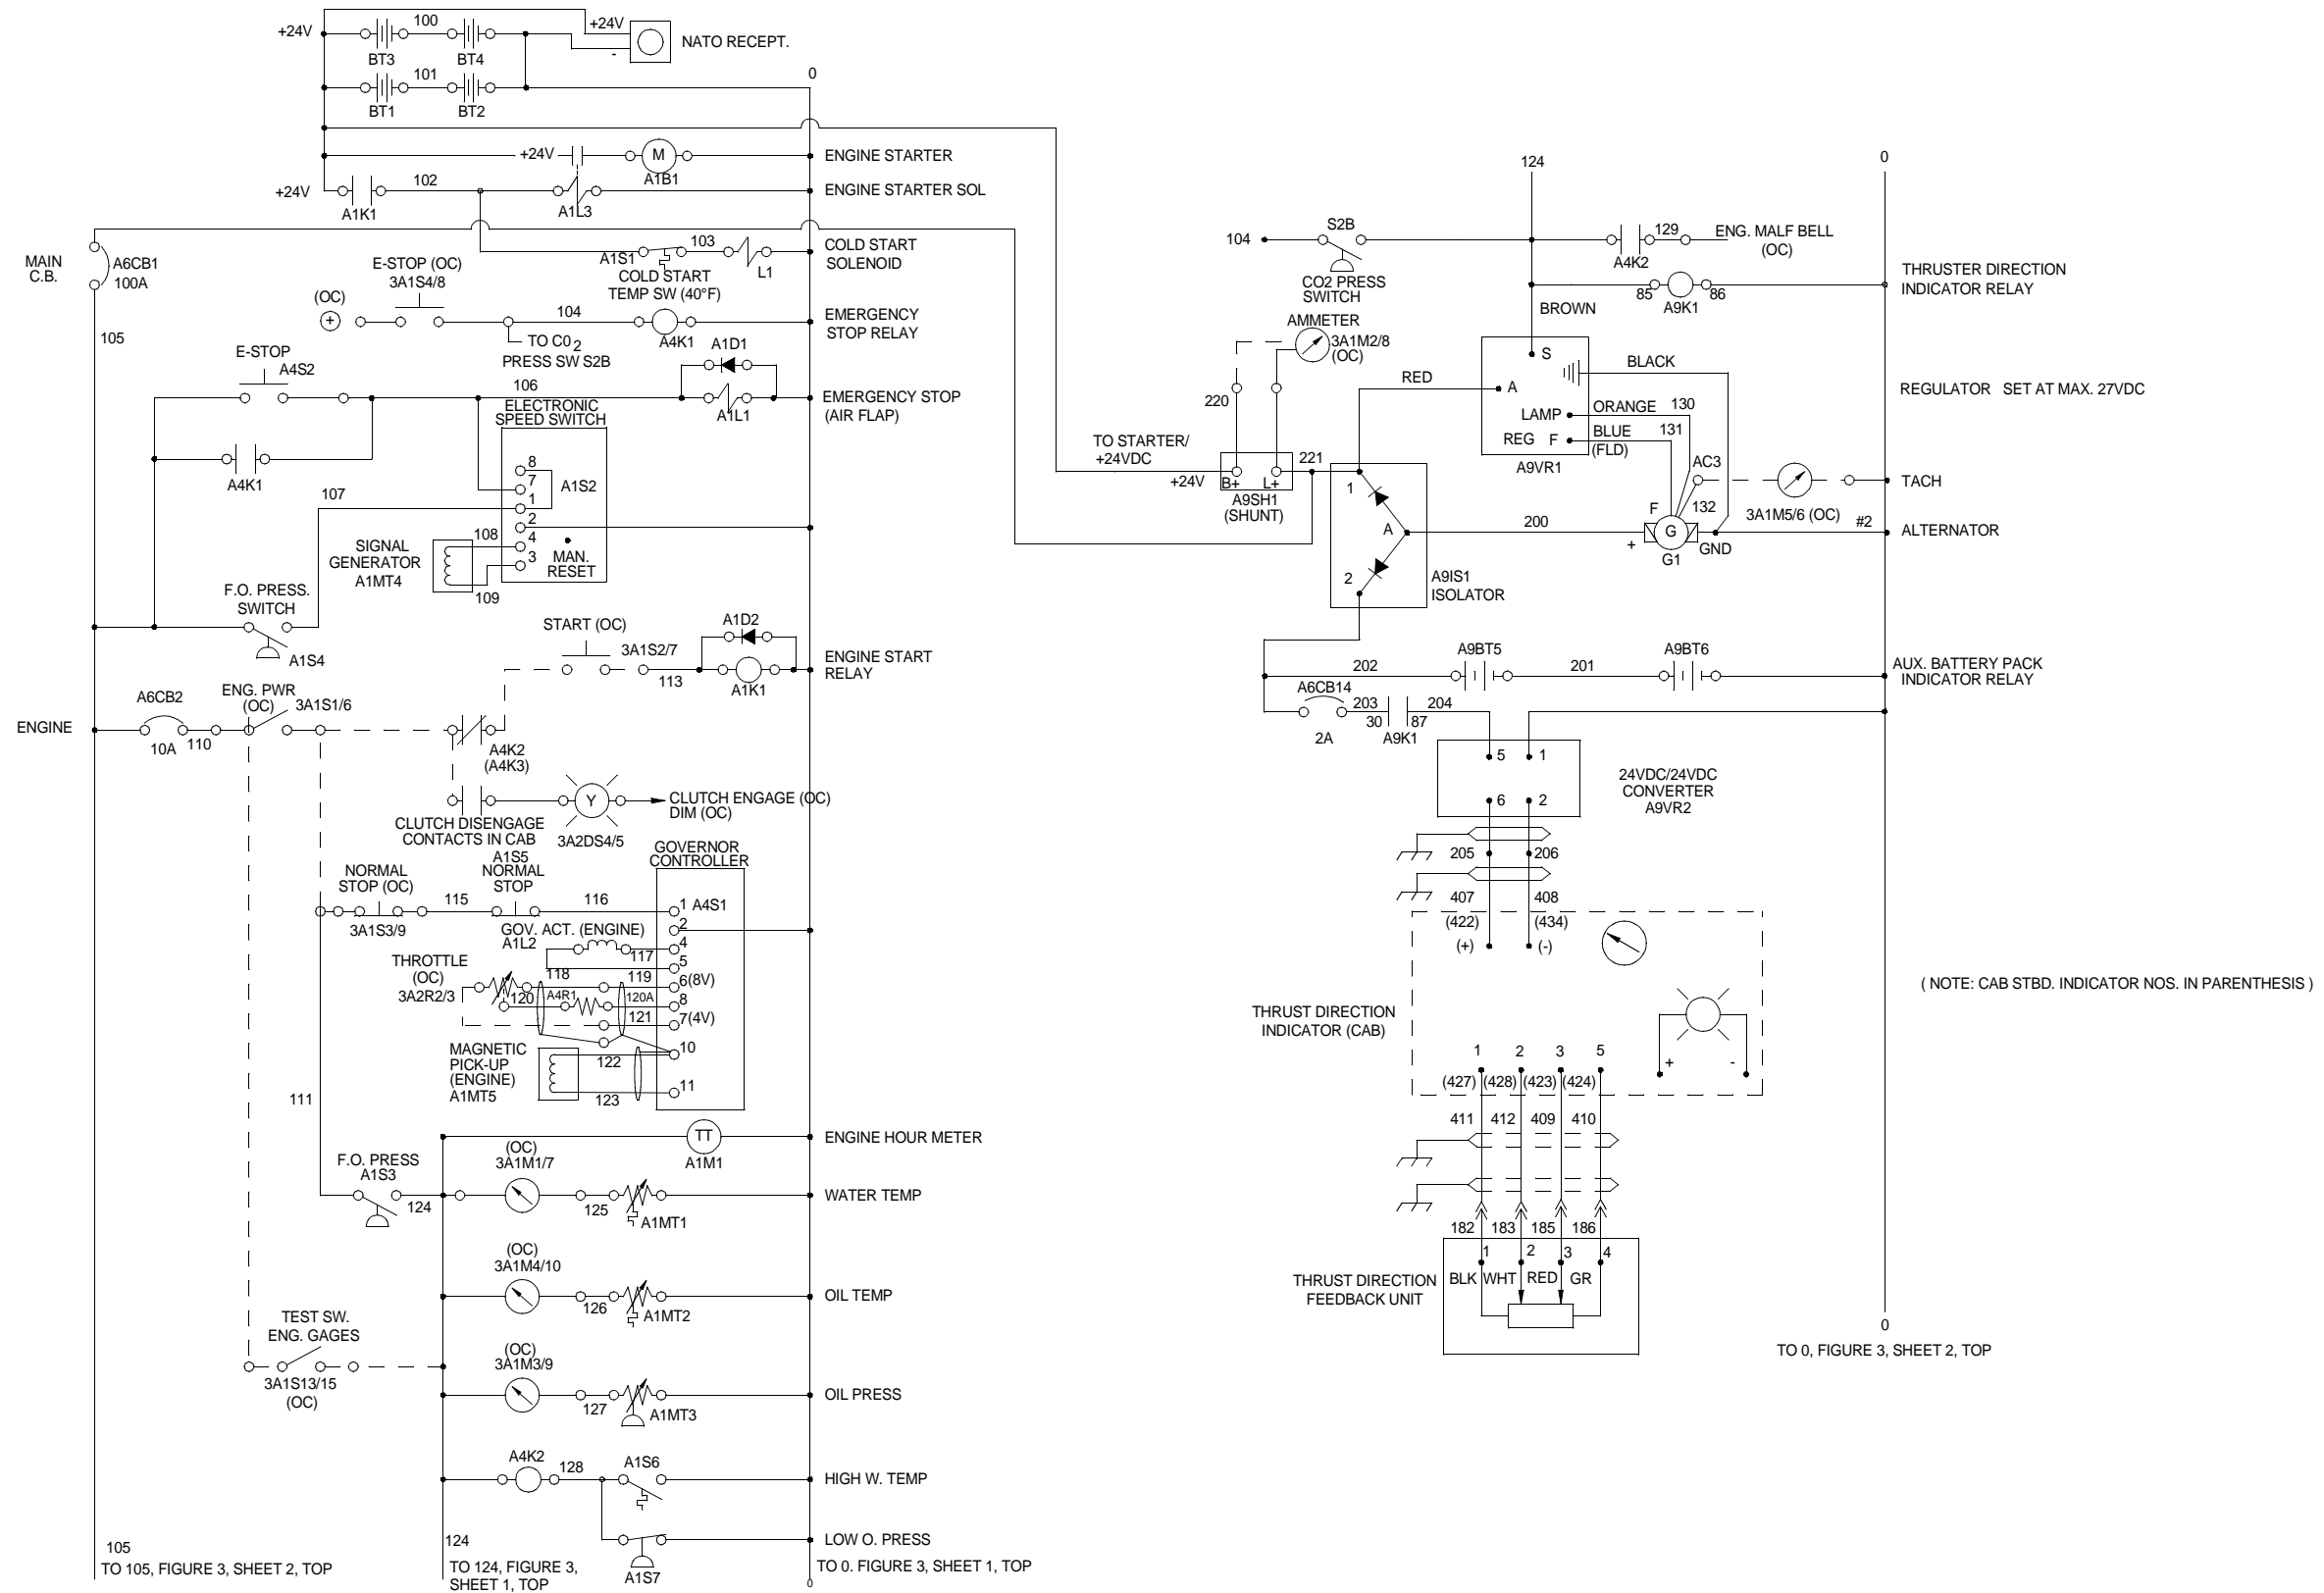 +24V
100
+24V
-
NATO RECEPT.
BT3
BT4
101
BT1
BT2
0
+24V
M
A1B1
ENGINE STARTER
+24V
102
A1K1
A1L3
ENGINE STARTER SOL
103
A1S1
L1
COLD START
TEMP SW (40°F)
COLD START
SOLENOID
MAIN
C.B.
A6CB1
100A
105
E-STOP (OC)
3A1S4/8
(OC)
+
104
TO C0 2
PRESS SW S2B
A4K1
EMERGENCY
STOP RELAY
A1D1
E-STOP
A4S2
106
A1L1
EMERGENCY STOP
(AIR FLAP)
A4K1
ELECTRONIC
SPEED SWITCH
8
7
1
2
4
3
A1S2
MAN.
RESET
107
108
SIGNAL
GENERATOR
A1MT4
109
F.O. PRESS.
SWITCH
A1S4
START (OC)
3A1S2/7
113
A1D2
A1K1
ENGINE START
RELAY
ENGINE
A6CB2
10A
110
ENG. PWR
(OC)
3A1S1/6
A4K2
(A4K3)
Y
CLUTCH ENGAGE (OC)
DIM (OC)
CLUTCH DISENGAGE
CONTACTS IN CAB
3A2DS4/5
A1S5
NORMAL
STOP
NORMAL
STOP (OC)
3A1S3/9
115
116
GOVERNOR
CONTROLLER
1 A4S1
2
4
5
6(8V)
8
7(4V)
10
11
GOV. ACT. (ENGINE)
A1L2
117
118
119
THROTTLE
(OC)
3A2R2/3
120
A4R1
120A
121
MAGNETIC
PICK-UP
(ENGINE)
A1MT5
122
123
111
TT
A1M1
ENGINE HOUR METER
F.O. PRESS
A1S3
124
(OC)
3A1M1/7
125
A1MT1
WATER TEMP
(OC)
3A1M4/10
126
A1MT2
OIL TEMP
TEST SW.
ENG. GAGES
3A1S13/15
(OC)
(OC)
3A1M3/9
127
A1MT3
OIL PRESS
A4K2
128
A1S6
HIGH W. TEMP
A1S7
LOW O. PRESS
105
TO 105, FIGURE 3, SHEET 2, TOP
124
TO 124, FIGURE 3,
SHEET 1, TOP
TO 0. FIGURE 3, SHEET 1, TOP
0
124
0
104
S2B
CO2 PRESS
SWITCH
A4K2
129
ENG. MALF BELL
(OC)
85
A9K1
86
THRUSTER DIRECTION
INDICATOR RELAY
BROWN
AMMETER
3A1M2/8
(OC)
220
S
A
LAMP
REG F
A9VR1
RED
BLACK
ORANGE
130
BLUE
(FLD)
131
REGULATOR SET AT MAX. 27VDC
TO STARTER/
+24VDC
+24V
B+
L+
A9SH1
(SHUNT)
221
1
A
2
A9IS1
ISOLATOR
200
AC3
132
3A1M5/6 (OC)
TACH
F
G
+
G1
GND
#2
ALTERNATOR
202
A9BT5
201
A9BT6
AUX. BATTERY PACK
INDICATOR RELAY
A6CB14
2A
203
30
A9K1
204
87
5
1
6
2
24VDC/24VDC
CONVERTER
A9VR2
205
206
407
408
(422)
(434)
(+)
(-)
( NOTE: CAB STBD. INDICATOR NOS. IN PARENTHESIS )
THRUST DIRECTION
INDICATOR (CAB)
+
-
1
2
3
5
(427)
(428)
(423)
(424)
411
412
409
410
182
183
185
186
1
2
3
4
BLK
WHT
RED
GR
THRUST DIRECTION
FEEDBACK UNIT
0
TO 0, FIGURE 3, SHEET 2, TOP